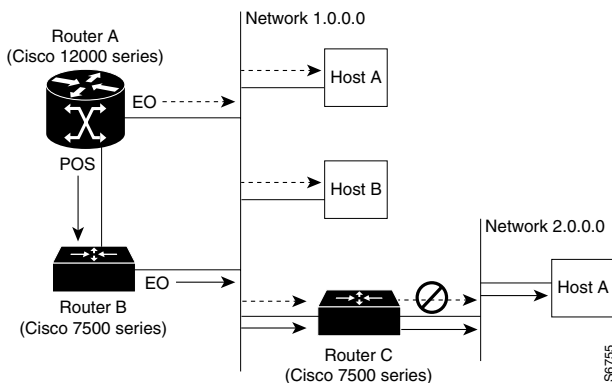 Network 1.0.0.0
Router A
(Cisco 12000 series)
EO
Host A
POS
Host B
Network 2.0.0.0
EO
Host A
Router B
(Cisco 7500 series)
Router C
(Cisco 7500 series)
S6755